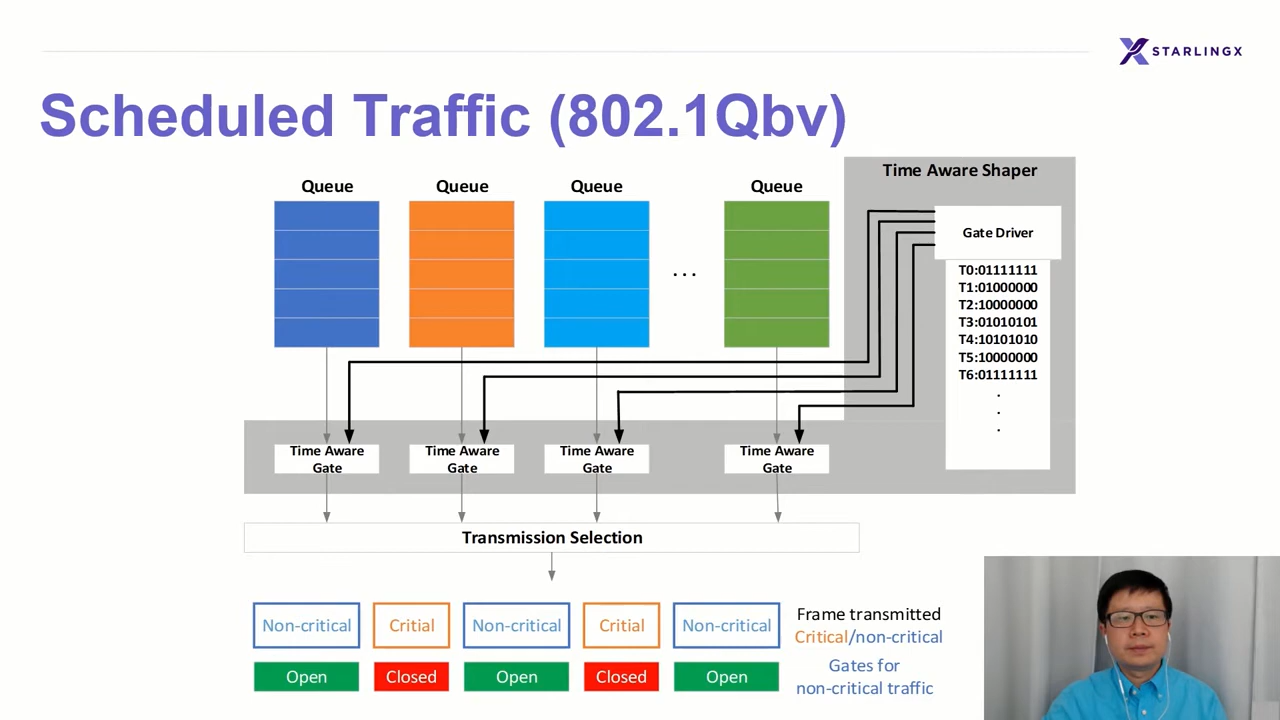 STARLINGX
Scheduled Traffic (802.1Qbv)
Time Aware Shaper
Queue
Queue
Queue
Queue
Gate Driver
...
T0:01111111
T1:01000000
T2:10000000
T3:01010101
T4:10101010
T5:10000000
T6:01111111
.
.
.
Time Aware
Gate
Time Aware
Gate
Time Aware
Gate
Time Aware
Gate
Transmission Selection
Non-critical
Critial
Non-critical
Critial
Non-critical
Frame transmitted
Critical/non-critical
Open
Closed
Open
Closed
Open
Gates for
non-critical traffic